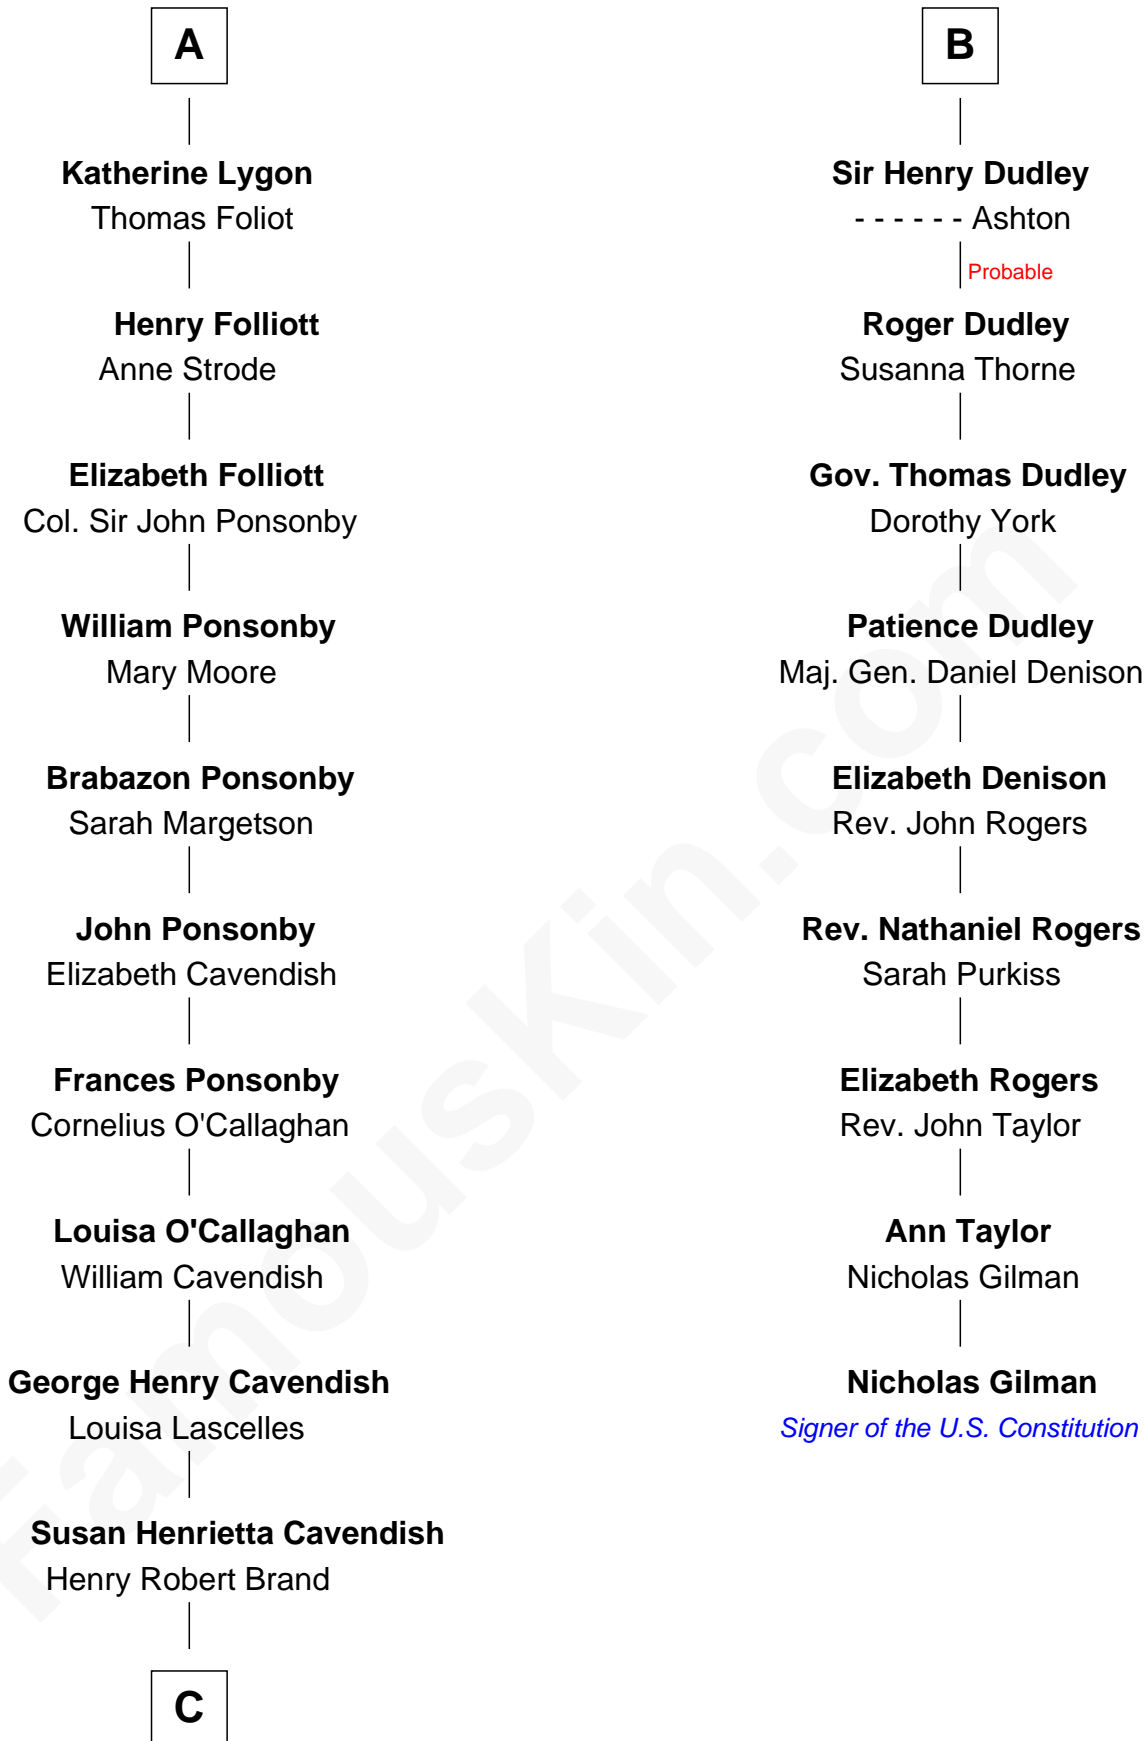 A
Katherine Lygon
Thomas Foliot
Henry Folliott
Anne Strode
Elizabeth Folliott
Col. Sir John Ponsonby
William Ponsonby
Mary Moore
Brabazon Ponsonby
Sarah Margetson
John Ponsonby
Elizabeth Cavendish
Frances Ponsonby
Cornelius O'Callaghan
Louisa O'Callaghan
William Cavendish
George Henry Cavendish
Louisa Lascelles
Susan Henrietta Cavendish
Henry Robert Brand
C
B
Sir Henry Dudley
- - - - - - Ashton
Probable
Roger Dudley
Susanna Thorne
Gov. Thomas Dudley
Dorothy York
Patience Dudley
Maj. Gen. Daniel Denison
Elizabeth Denison
Rev. John Rogers
Rev. Nathaniel Rogers
Sarah Purkiss
Elizabeth Rogers
Rev. John Taylor
Ann Taylor
Nicholas Gilman
Nicholas Gilman
Signer of the U.S. Constitution
FamousKin.com